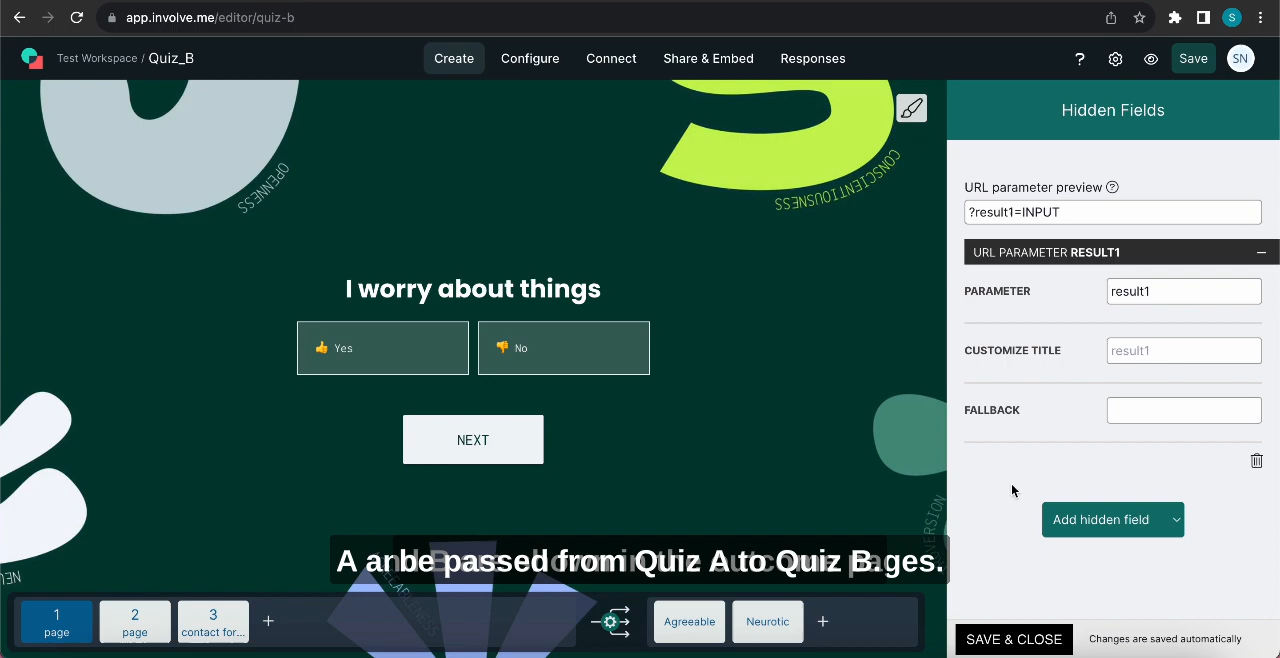 app.involve.me/editor/quiz-b
S
Test Workspace / Quiz_B
Create
Configure
Connect
Share & Embed
Responses
?
Save
SN
Hidden Fields
OPENNESS
CONSCIENTIOUSNESS
URL parameter preview ?
?result1=INPUT
URL PARAMETER RESULT1
PARAMETER
result1
CUSTOMIZE TITLE
result1
FALLBACK
I worry about things
👍 Yes
👎 No
NEXT
Add hidden field
passed from Quiz A to Quiz B
1
page
2
page
3
contact for...
+
Agreeable
Neurotic
+
SAVE & CLOSE
Changes are saved automatically